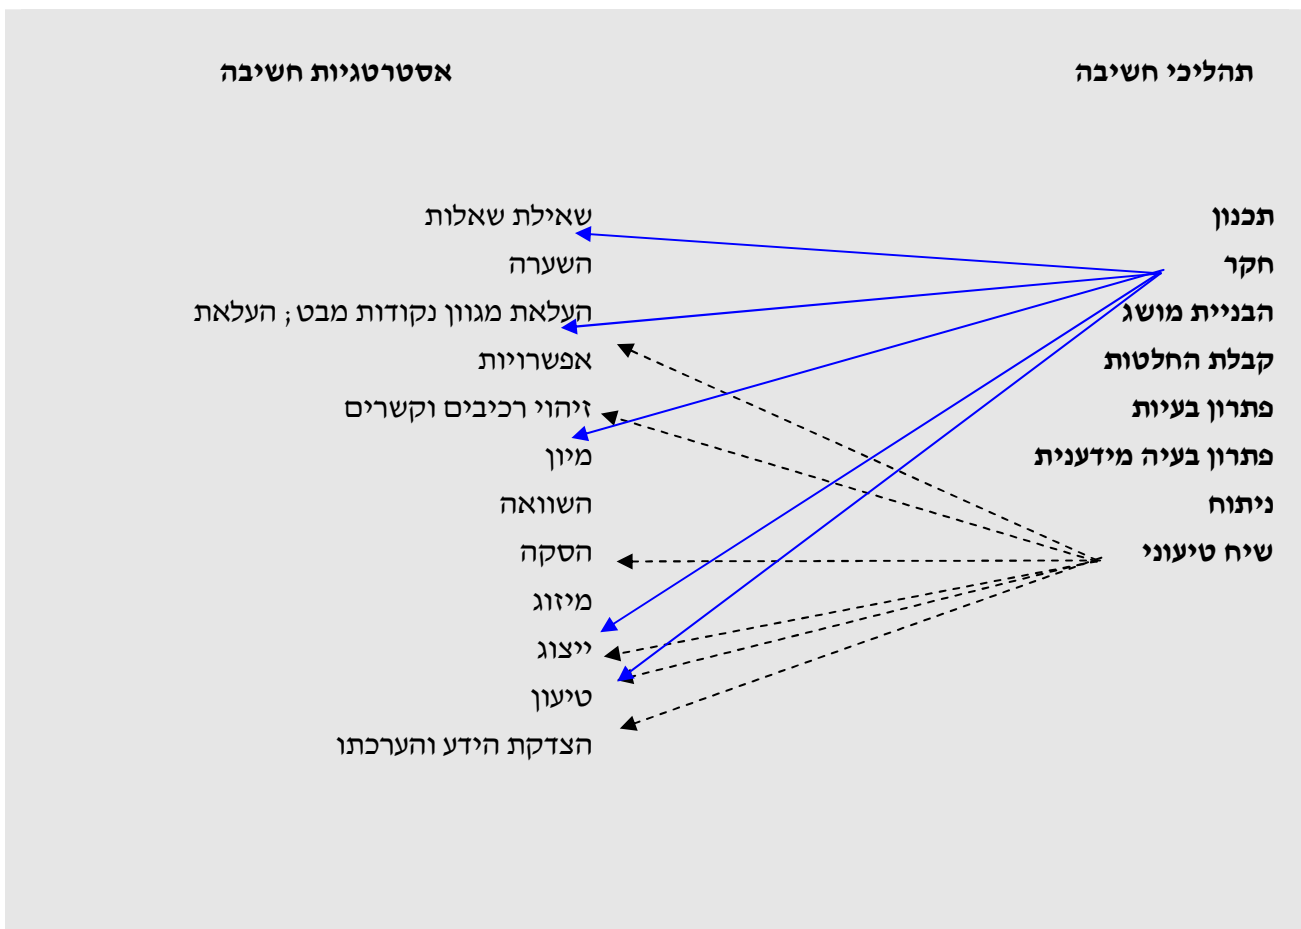 תהליכי חשיבה
אסטרטגיות חשיבה
תכנון
חקר
הבניית מושג
קבלת החלטות
פתרון בעיות
פתרון בעיה מידענית
ניתוח
שיח טיעוני
שאילת שאלות
השערה
העלאת מגוון נקודות מבט; העלאת
אפשרויות
זיהוי רכיבים וקשרים
מיון
השוואה
הסקה
מיזוג
ייצוג
טיעון
הצדקת הידע והערכתו